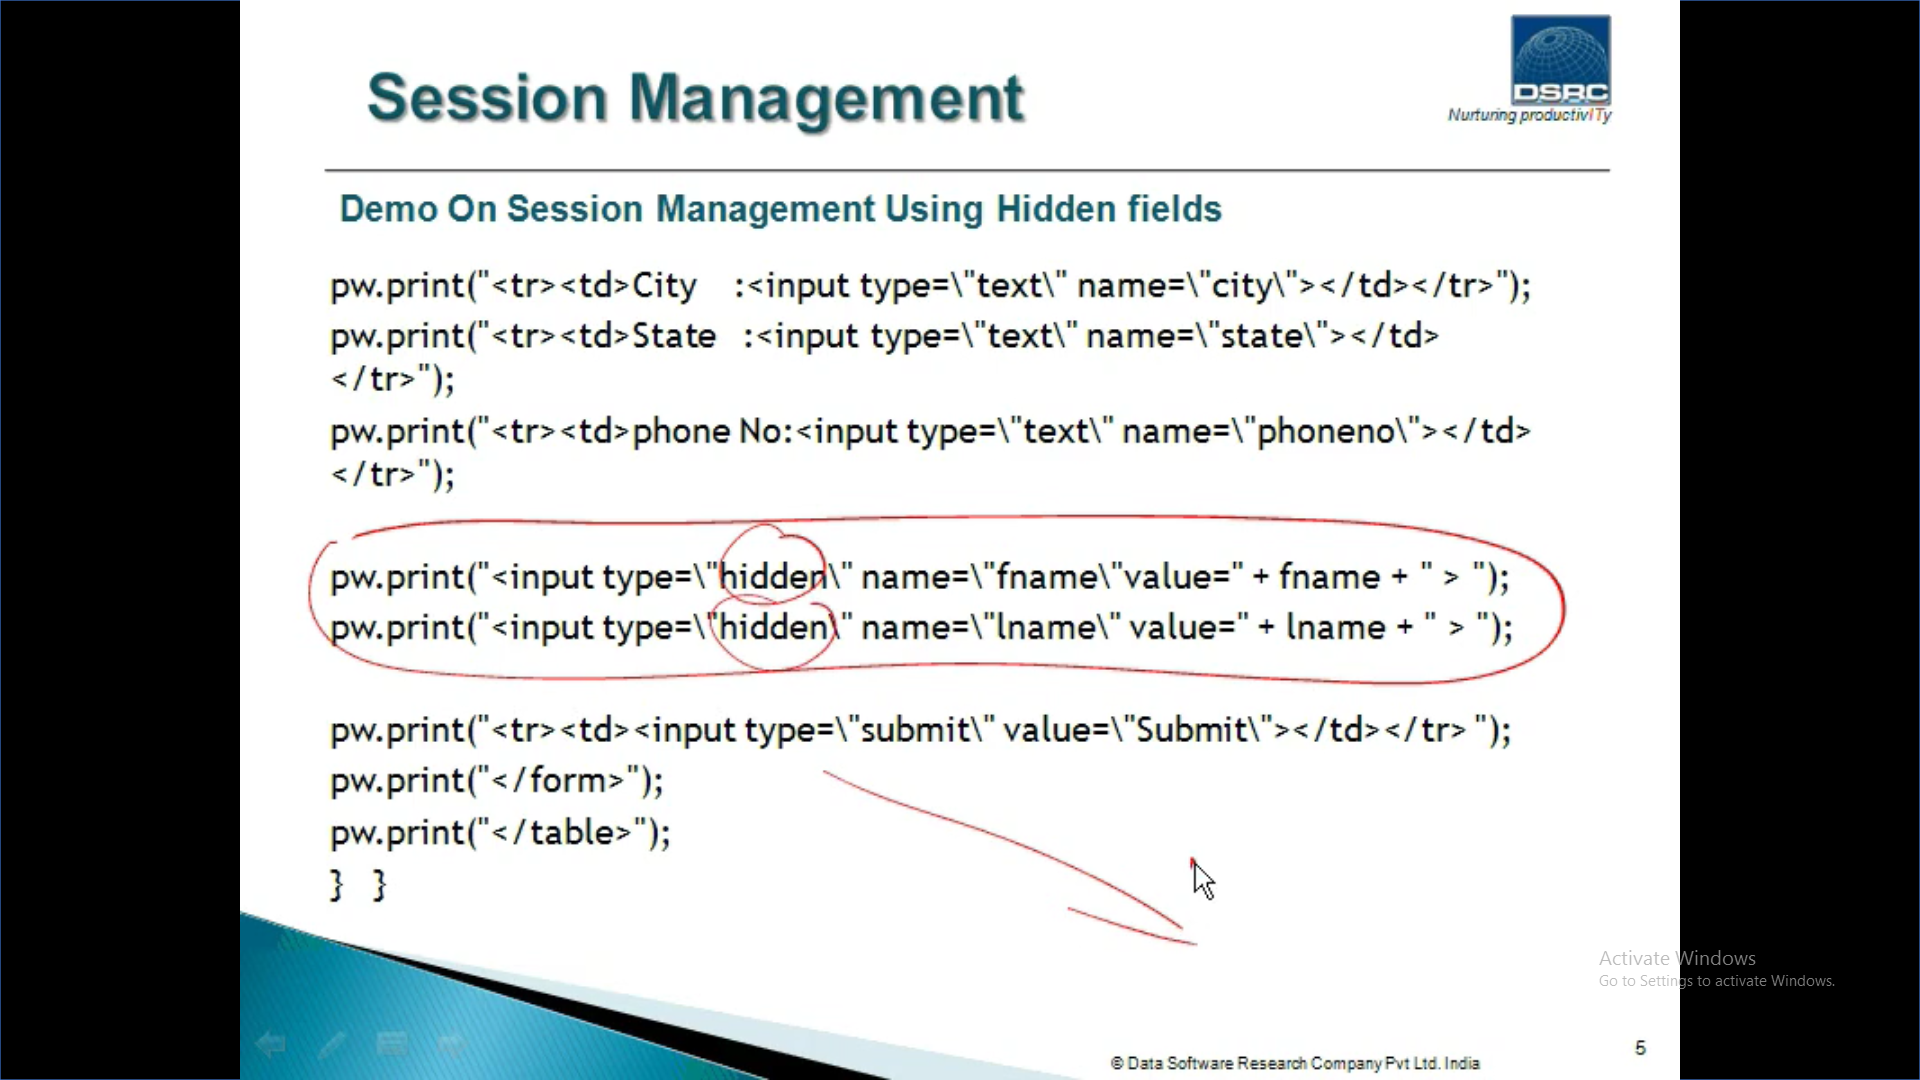 DSRC
Nurturing productivITy
Session Management
Demo On Session Management Using Hidden fields
pw.print("<tr><td>City :<input type=\"text\" name=\"city\"></td></tr>");
pw.print("<tr><td>State :<input type=\"text\" name=\"state\"></td>
</tr>");
pw.print("<tr><td>phone No:<input type=\"text\" name=\"phoneno\"></td>
</tr>");
pw.print("<input type=\"hidden\" name=\"fname\"value=" + fname + " > ");
pw.print("<input type=\"hidden\" name=\"lname\" value=" + lname + " > ");
pw.print("<tr><td><input type=\"submit\" value=\"Submit\"></td></tr> ");
pw.print("</form>");
pw.print("</table>");
} }
Activate Windows
Go to Settings to activate Windows.
5
© Data Software Research Company Pvt Ltd. India